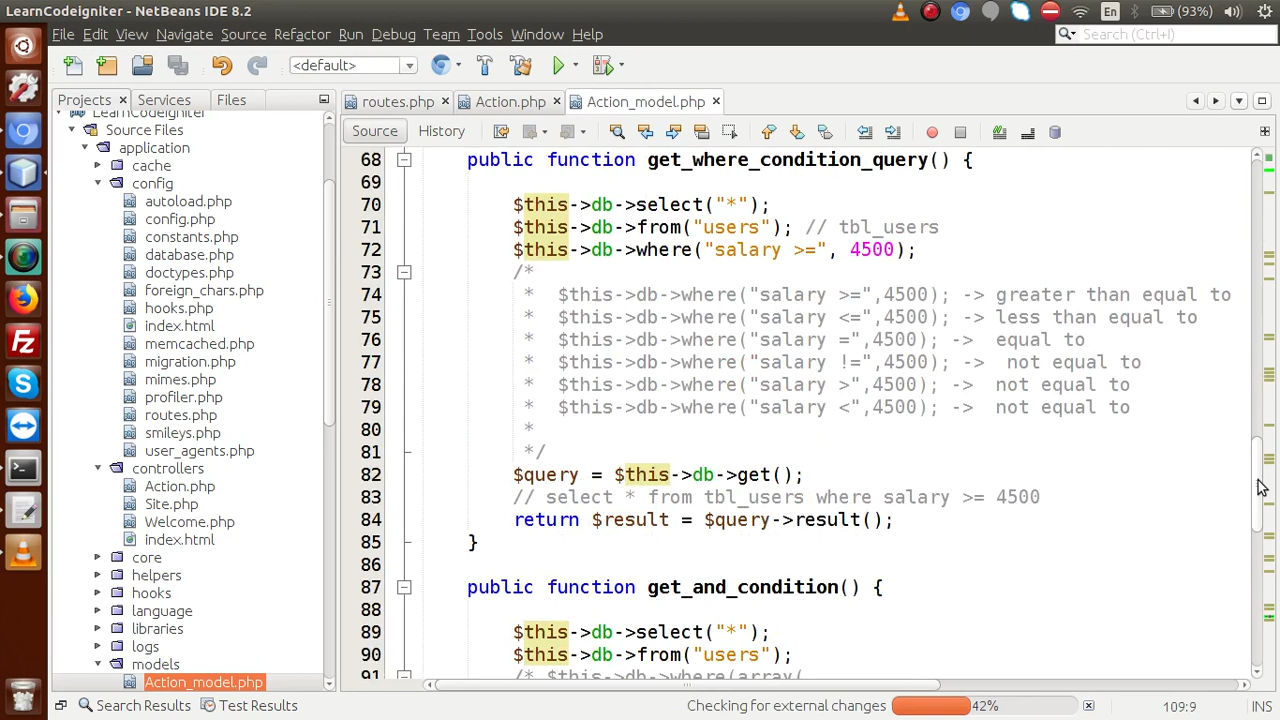 LearnCodeigniter - NetBeans IDE 8.2
En
(93%)
File Edit View Navigate Source Refactor Run Debug Team Tools Window Help
Search (Ctrl+I)
<default>
Projects Services Files
routes.php Action.php Action_model.php
Source History
LearnCodeigniter
Source Files
application
cache
config
autoload.php
config.php
constants.php
database.php
doctypes.php
foreign_chars.php
hooks.php
index.html
memcached.php
migration.php
mimes.php
profiler.php
routes.php
smileys.php
user_agents.php
controllers
Action.php
Site.php
Welcome.php
index.html
core
helpers
hooks
language
libraries
logs
models
Action_model.php
68 public function get_where_condition_query() {
69
70 $this->db->select("*");
71 $this->db->from("users"); // tbl_users
72 $this->db->where("salary >=", 4500);
73 /*
74 * $this->db->where("salary >=",4500); -> greater than equal to
75 * $this->db->where("salary <=",4500); -> less than equal to
76 * $this->db->where("salary =",4500); -> equal to
77 * $this->db->where("salary !=",4500); -> not equal to
78 * $this->db->where("salary >",4500); -> not equal to
79 * $this->db->where("salary <",4500); -> not equal to
80 *
81 */
82 $query = $this->db->get();
83 // select * from tbl_users where salary >= 4500
84 return $result = $query->result();
85 }
86
87 public function get_and_condition() {
88
89 $this->db->select("*");
90 $this->db->from("users");
91 /* $this->db->where(array(
Search Results Test Results
Checking for external changes 42%
109:9 INS